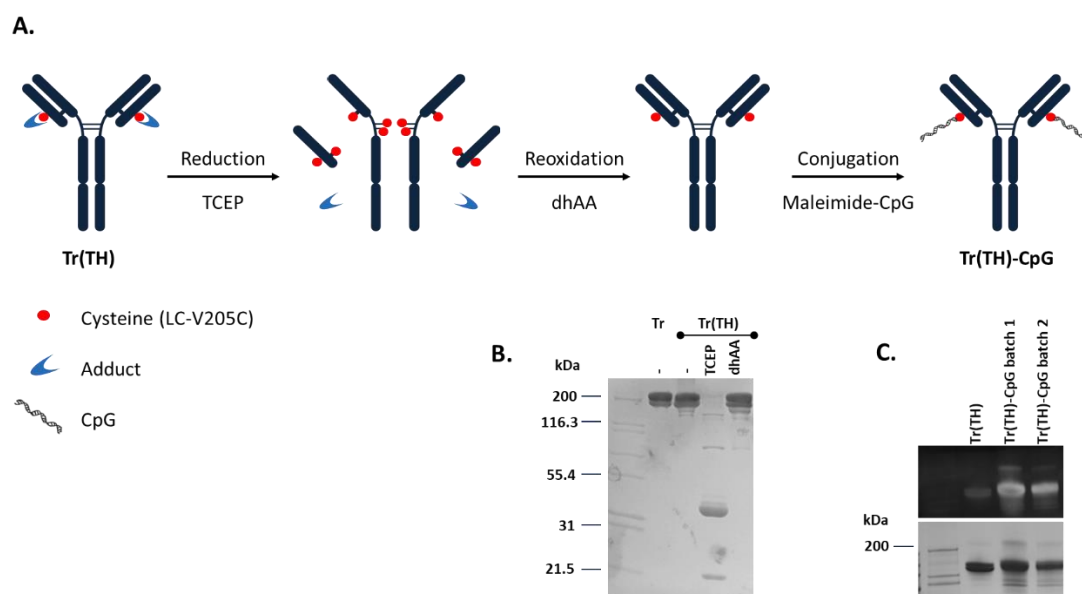 A.
Reduction
TCEP
Reoxidation
dhAA
Conjugation
Maleimide-CpG
Tr(TH)
Tr(TH)-CpG
Cysteine (LC-V205C)
Adduct
CpG
B.
Tr
Tr(TH)
kDa
-
-
TCEP
dhAA
200
116.3
55.4
31
21.5
C.
Tr(TH)
Tr(TH)-CpG batch 1
Tr(TH)-CpG batch 2
kDa
200